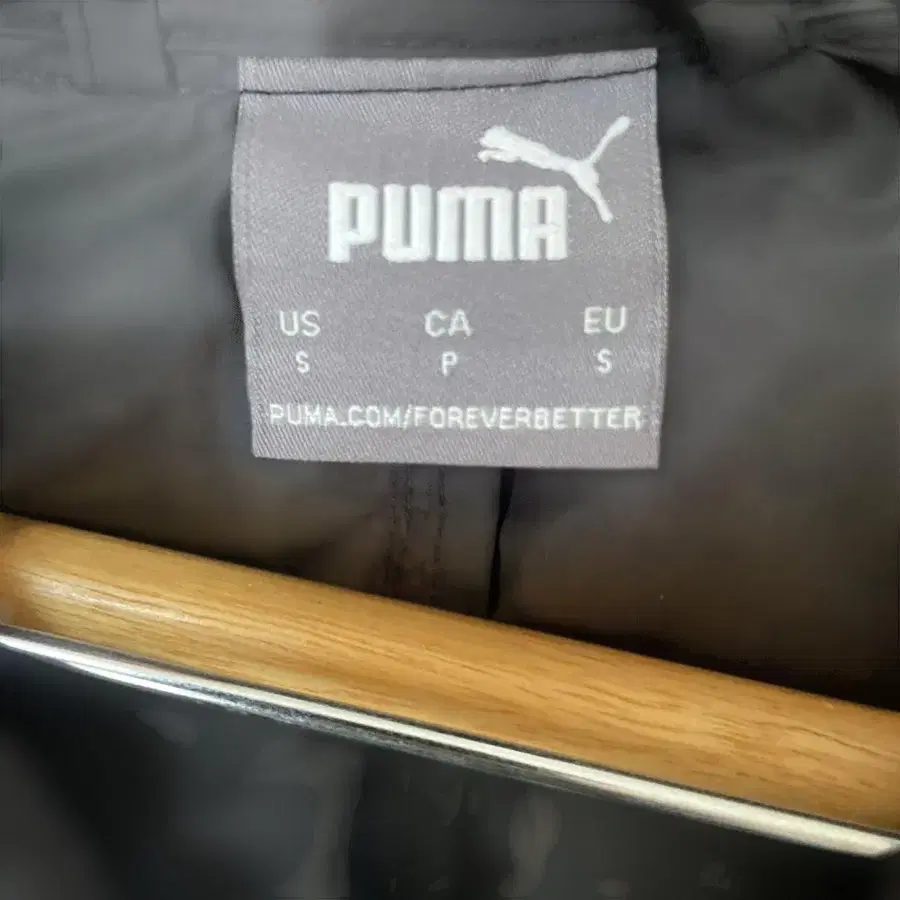 PUMA
US CA EU
S P S
PUMA.COM/FOREVERBETTER